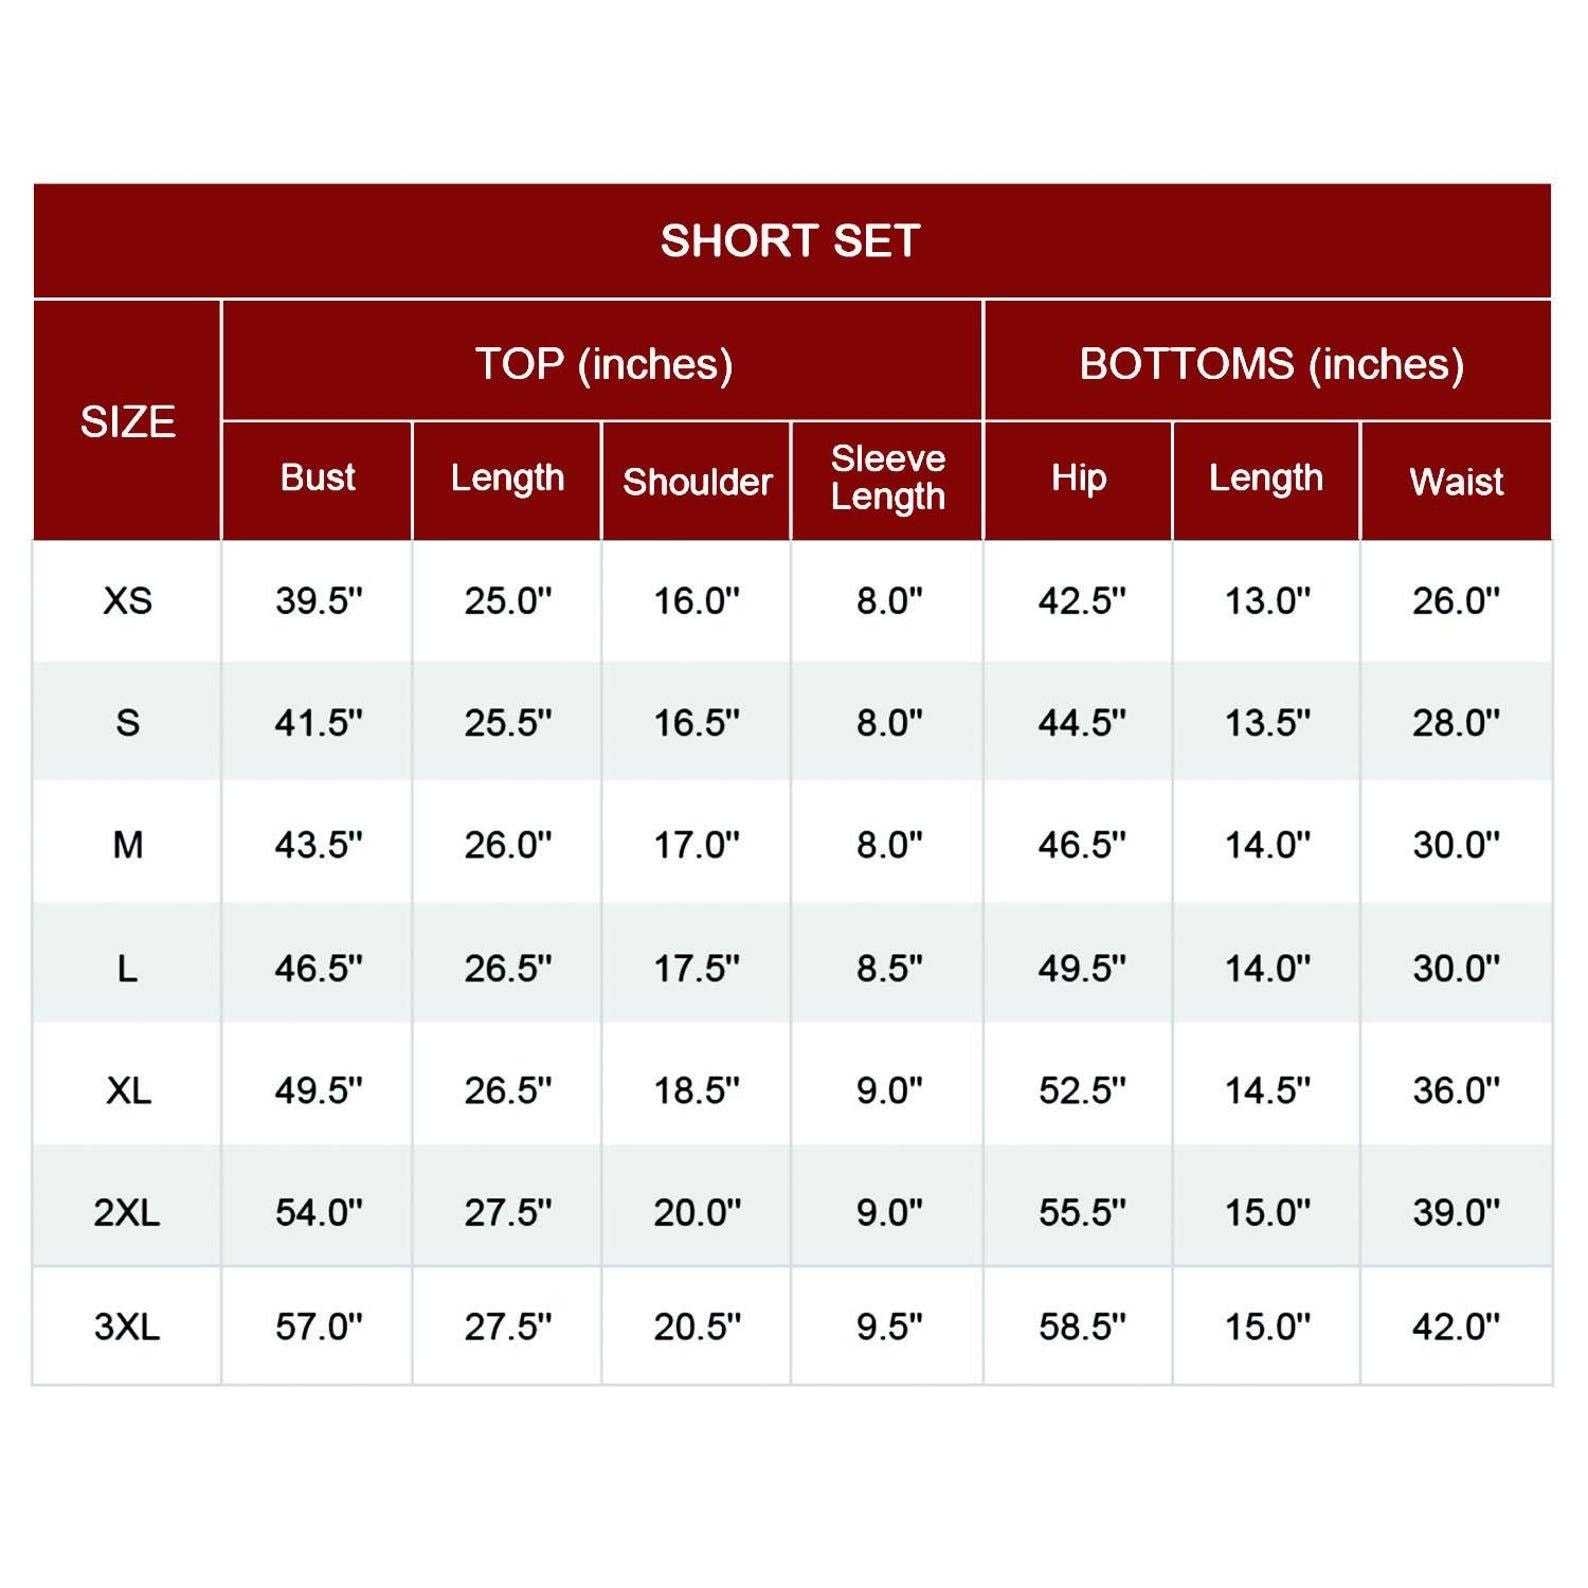 SHORT SET
SIZE
TOP (inches)
BOTTOMS (inches)
Bust
Length
Shoulder
Sleeve
Length
Hip
Length
Waist
XS 39.5" 25.0" 16.0" 8.0" 42.5" 13.0" 26.0"
S 41.5" 25.5" 16.5" 8.0" 44.5" 13.5" 28.0"
M 43.5" 26.0" 17.0" 8.0" 46.5" 14.0" 30.0"
L 46.5" 26.5" 17.5" 8.5" 49.5" 14.0" 30.0"
XL 49.5" 26.5" 18.5" 9.0" 52.5" 14.5" 36.0"
2XL 54.0" 27.5" 20.0" 9.0" 55.5" 15.0" 39.0"
3XL 57.0" 27.5" 20.5" 9.5" 58.5" 15.0" 42.0"